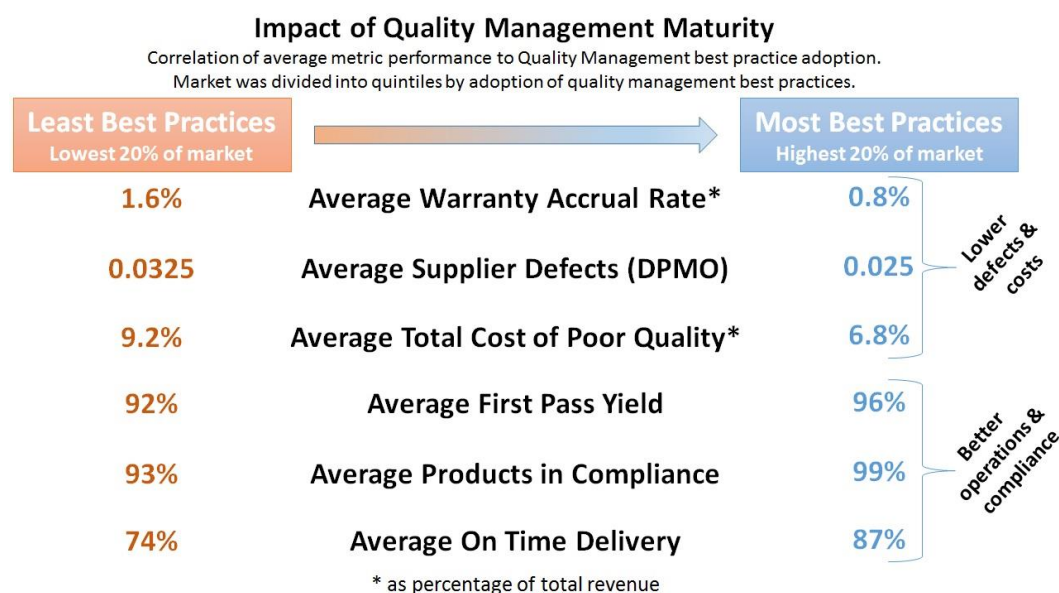 Impact of Quality Management Maturity
Correlation of average metric performance to Quality Management best practice adoption.
Market was divided into quintiles by adoption of quality management best practices.
Least Best Practices
Lowest 20% of market
Most Best Practices
Highest 20% of market
1.6% Average Warranty Accrual Rate* 0.8%
0.0325 Average Supplier Defects (DPMO) 0.025
9.2% Average Total Cost of Poor Quality* 6.8%
Lower
defects &
costs
92% Average First Pass Yield 96%
93% Average Products in Compliance 99%
74% Average On Time Delivery 87%
Better
operations &
compliance
* as percentage of total revenue